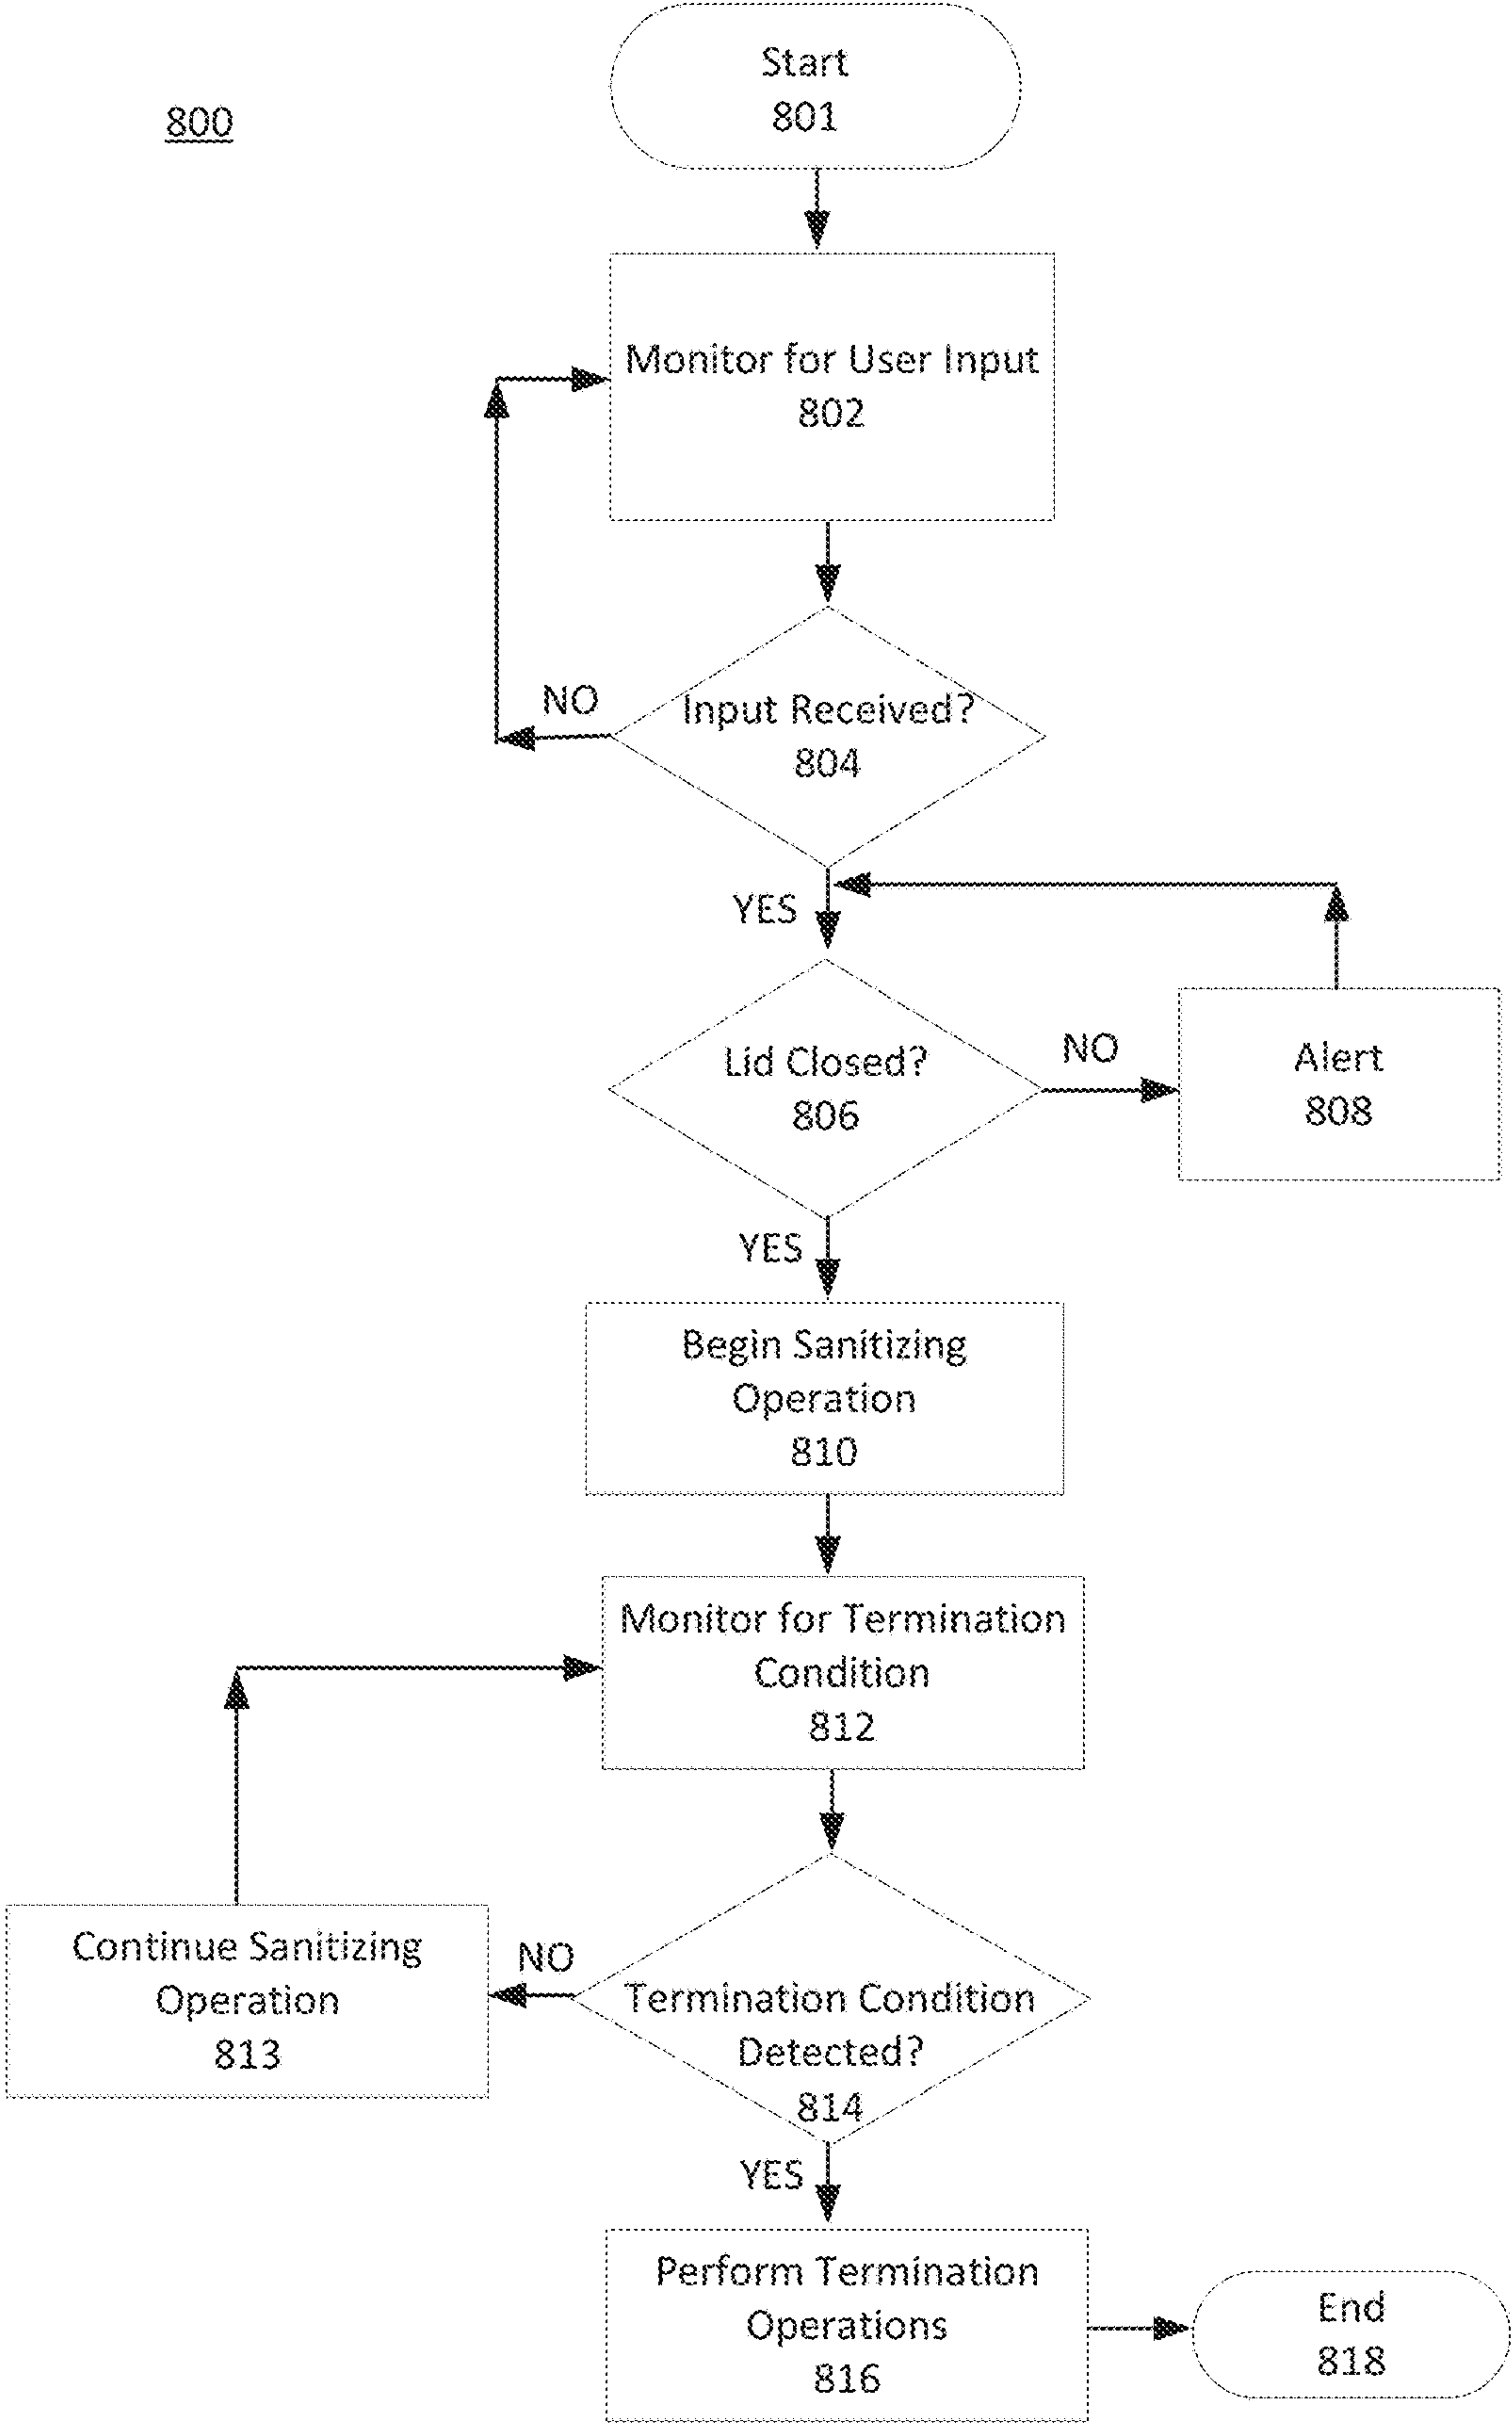 800
Start
801
Monitor for User Input
802
NO
Input Received?
804
YES
Lid Closed?
806
NO
Alert
808
YES
Begin Sanitizing
Operation
810
Monitor for Termination
Condition
812
Continue Sanitizing
Operation
813
NO
Termination Condition
Detected?
814
YES
Perform Termination
Operations
816
End
818